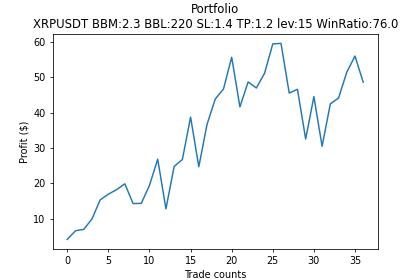 Portfolio
XRPUSDT BBM:2.3 BBL:220 SL:1.4 TP:1.2 lev:15 WinRatio:76.0
Profit ($)
60
50
40
30
20
10
0 5 10 15 20 25 30 35
Trade counts